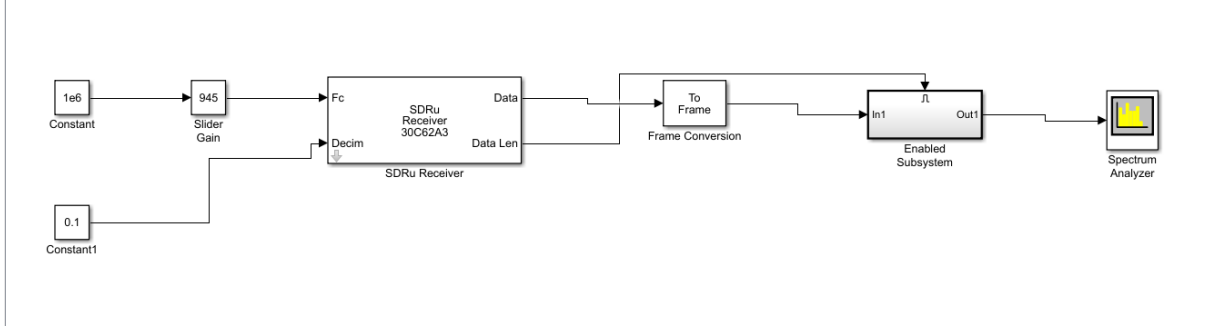 1e6
Constant
945
Slider
Gain
Fc
Decim
SDRu
Receiver
30C62A3
Data
Data Len
SDRu Receiver
To
Frame
Frame Conversion
In1
Out1
Enabled
Subsystem
Spectrum
Analyzer
0.1
Constant1